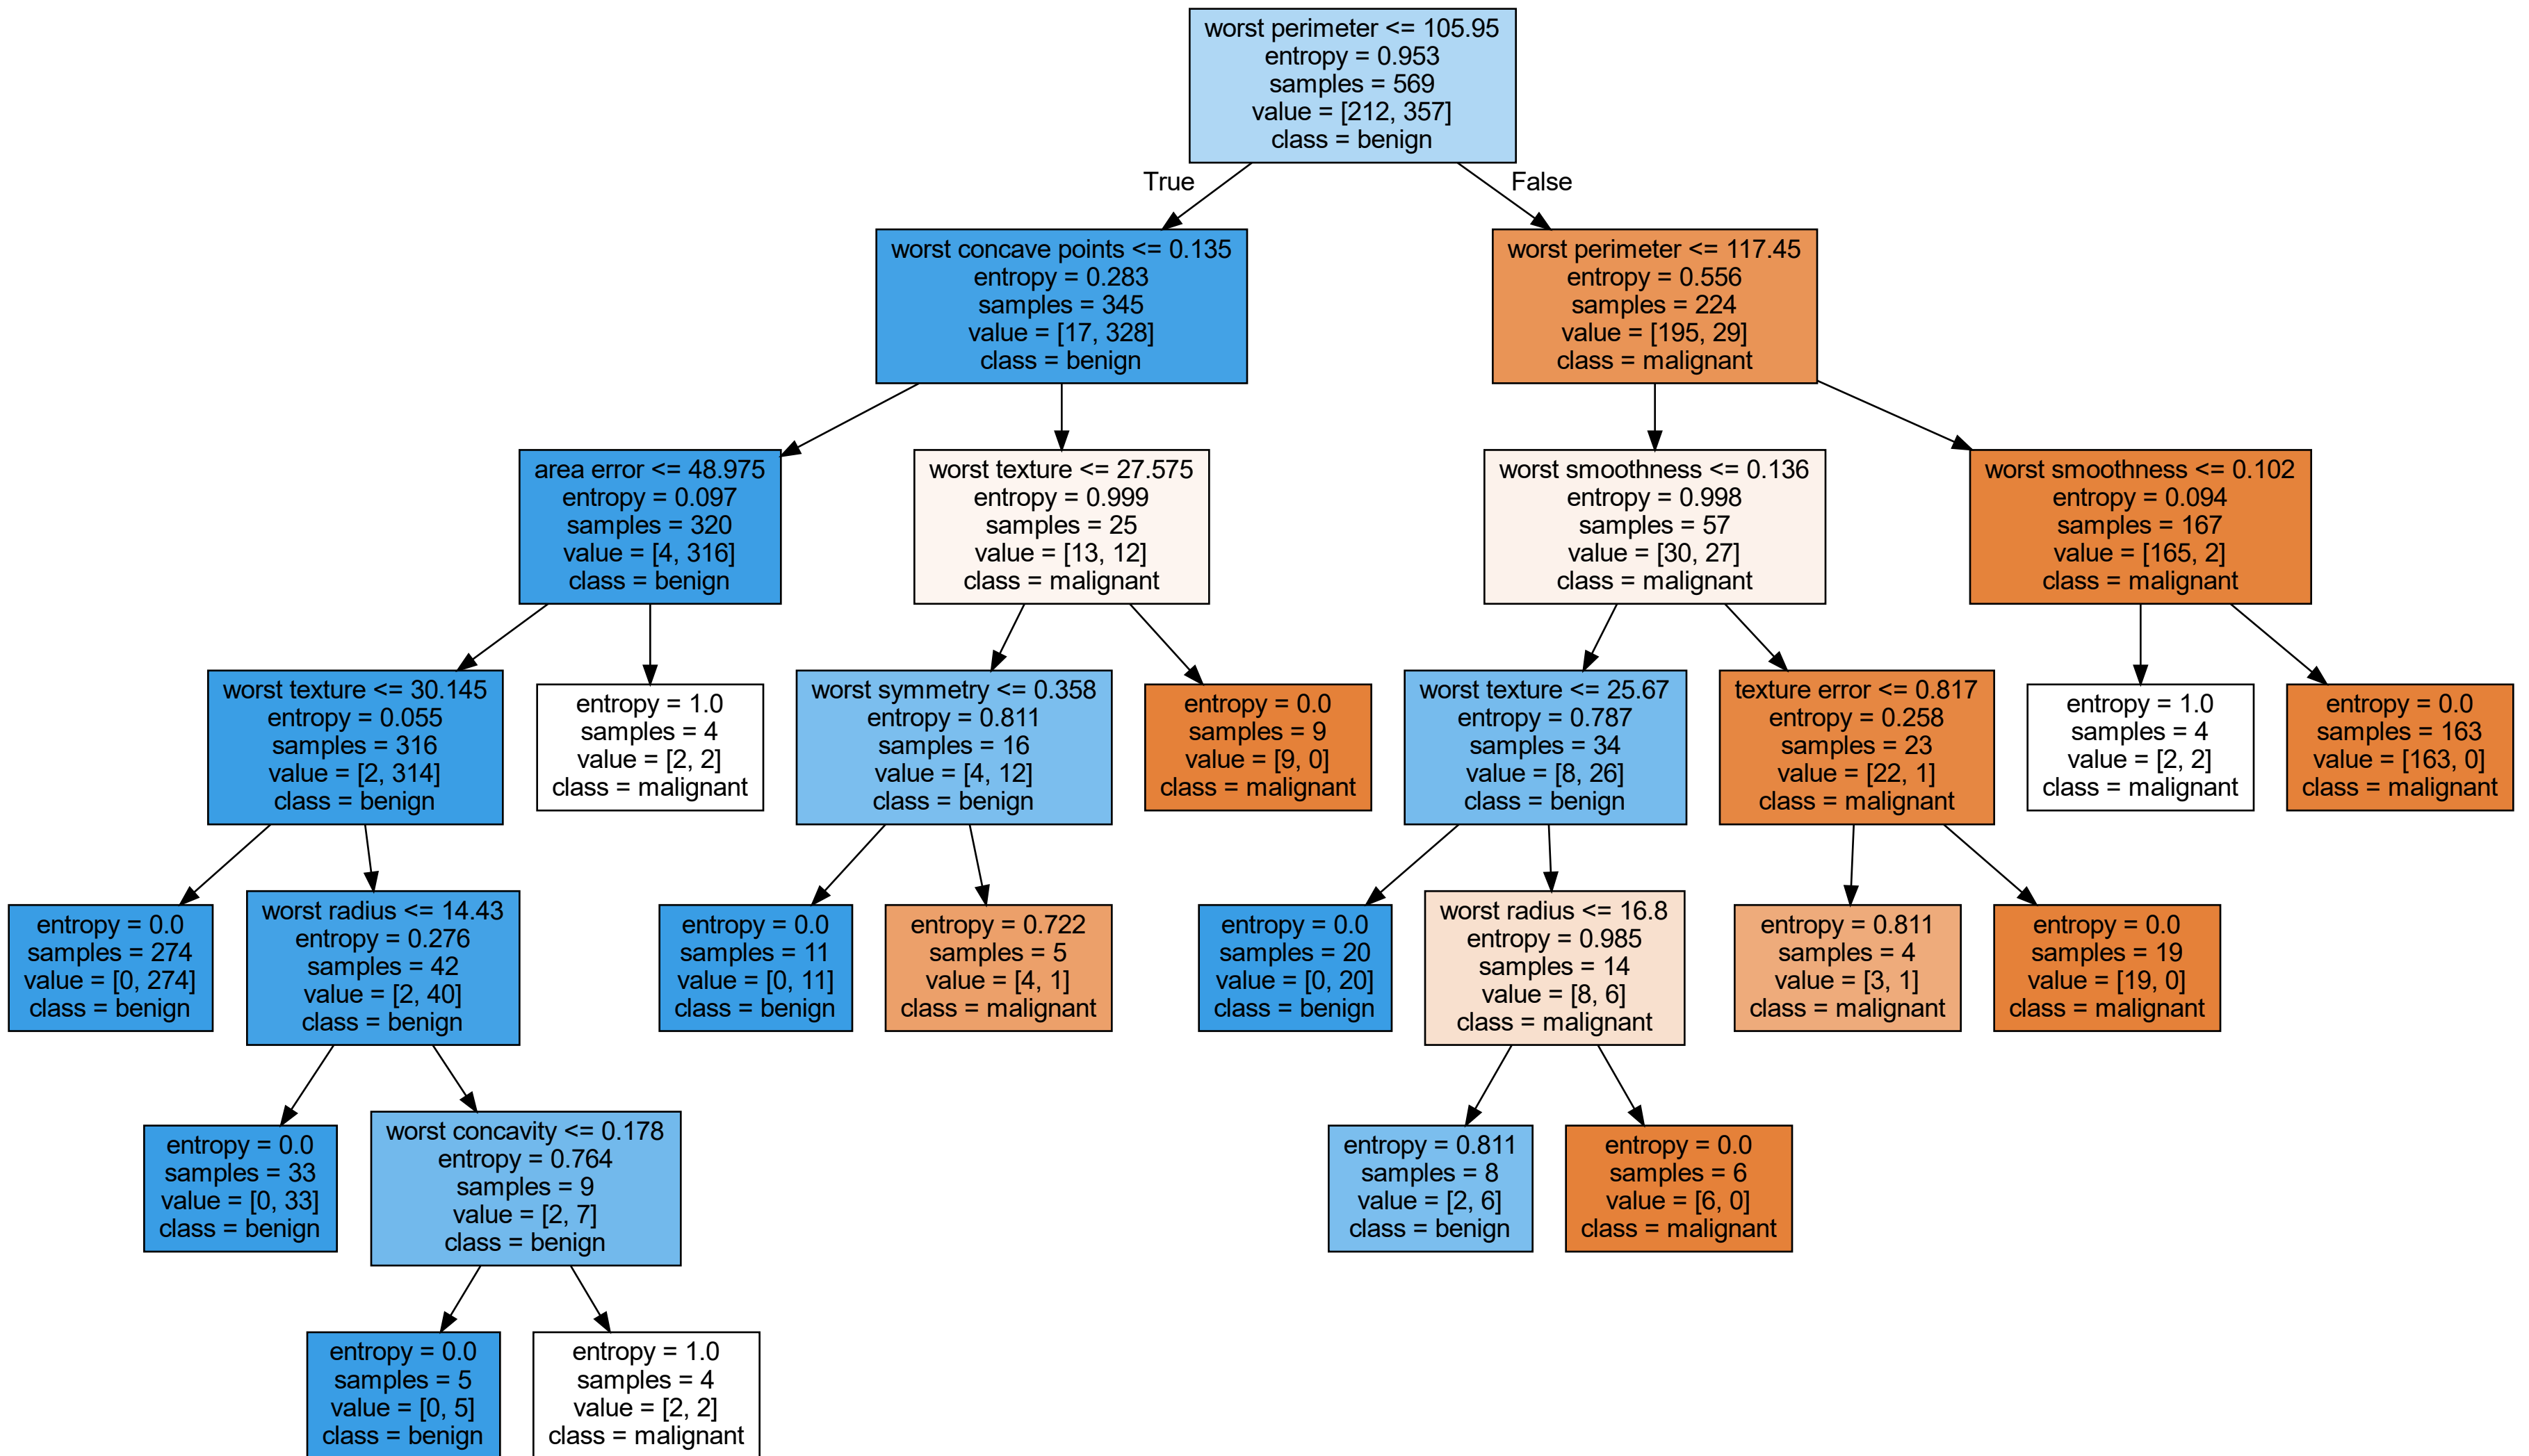 worst perimeter <= 105.95
entropy = 0.953
samples = 569
value = [212, 357]
class = benign
True
False
worst concave points <= 0.135
entropy = 0.283
samples = 345
value = [17, 328]
class = benign
worst perimeter <= 117.45
entropy = 0.556
samples = 224
value = [195, 29]
class = malignant
area error <= 48.975
entropy = 0.097
samples = 320
value = [4, 316]
class = benign
worst texture <= 27.575
entropy = 0.999
samples = 25
value = [13, 12]
class = malignant
worst smoothness <= 0.136
entropy = 0.998
samples = 57
value = [30, 27]
class = malignant
worst smoothness <= 0.102
entropy = 0.094
samples = 167
value = [165, 2]
class = malignant
worst texture <= 30.145
entropy = 0.055
samples = 316
value = [2, 314]
class = benign
entropy = 1.0
samples = 4
value = [2, 2]
class = malignant
worst symmetry <= 0.358
entropy = 0.811
samples = 16
value = [4, 12]
class = benign
entropy = 0.0
samples = 9
value = [9, 0]
class = malignant
worst texture <= 25.67
entropy = 0.787
samples = 34
value = [8, 26]
class = benign
texture error <= 0.817
entropy = 0.258
samples = 23
value = [22, 1]
class = malignant
entropy = 1.0
samples = 4
value = [2, 2]
class = malignant
entropy = 0.0
samples = 163
value = [163, 0]
class = malignant
entropy = 0.0
samples = 274
value = [0, 274]
class = benign
worst radius <= 14.43
entropy = 0.276
samples = 42
value = [2, 40]
class = benign
entropy = 0.0
samples = 11
value = [0, 11]
class = benign
entropy = 0.722
samples = 5
value = [4, 1]
class = malignant
entropy = 0.0
samples = 20
value = [0, 20]
class = benign
worst radius <= 16.8
entropy = 0.985
samples = 14
value = [8, 6]
class = malignant
entropy = 0.811
samples = 4
value = [3, 1]
class = malignant
entropy = 0.0
samples = 19
value = [19, 0]
class = malignant
entropy = 0.0
samples = 33
value = [0, 33]
class = benign
worst concavity <= 0.178
entropy = 0.764
samples = 9
value = [2, 7]
class = benign
entropy = 0.811
samples = 8
value = [2, 6]
class = benign
entropy = 0.0
samples = 6
value = [6, 0]
class = malignant
entropy = 0.0
samples = 5
value = [0, 5]
class = benign
entropy = 1.0
samples = 4
value = [2, 2]
class = malignant